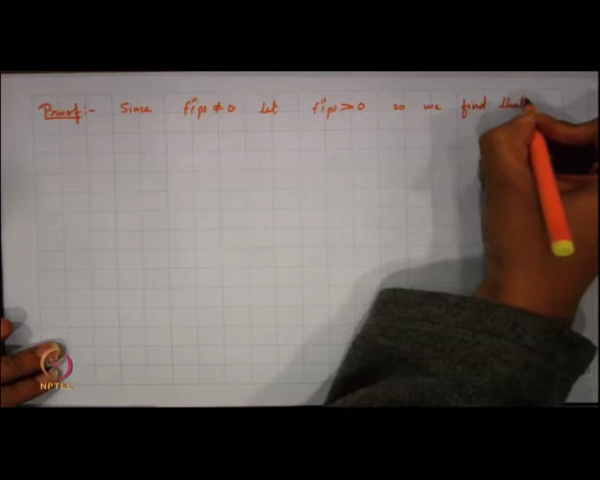 Proof:- Since f''(p) ≠ 0 let f''(p) > 0 so we find that
NPTEL